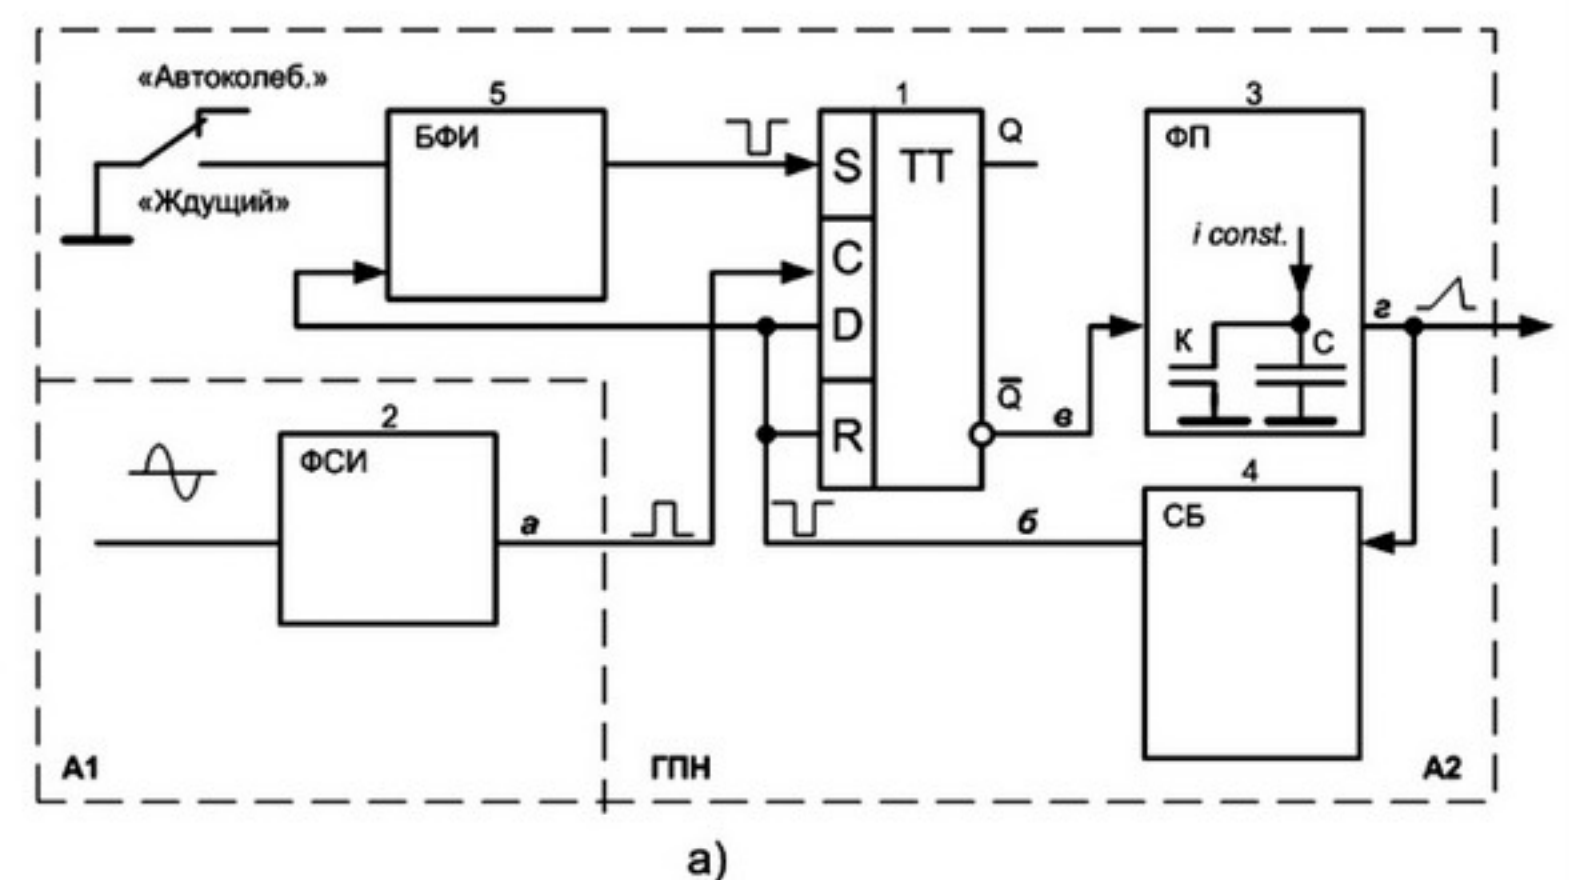 «Автоколеб.»
5
БФИ
«Ждущий»
1
S
TT
C
D
R
Q
Q̅
в
3
ФП
i const.
К
С
г
2
ФСИ
а
б
4
СБ
А1
ГПН
А2
а)